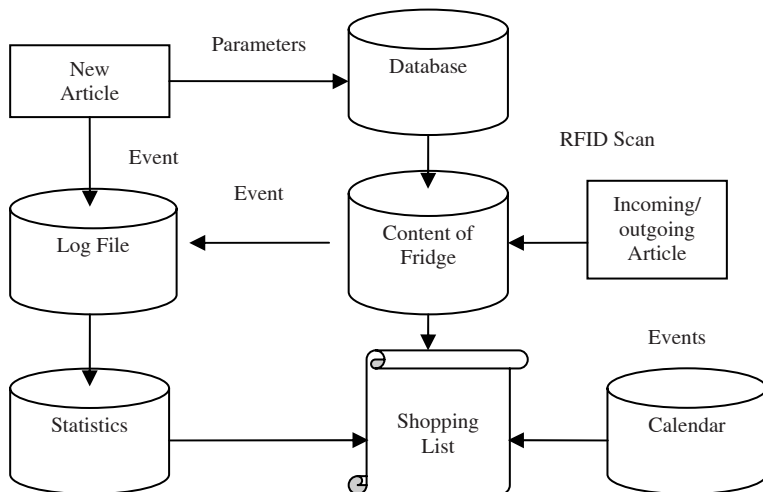 Parameters
New
Article
Database
Event
RFID Scan
Event
Log File
Content of
Fridge
Incoming/
outgoing
Article
Events
Statistics
Shopping
List
Calendar